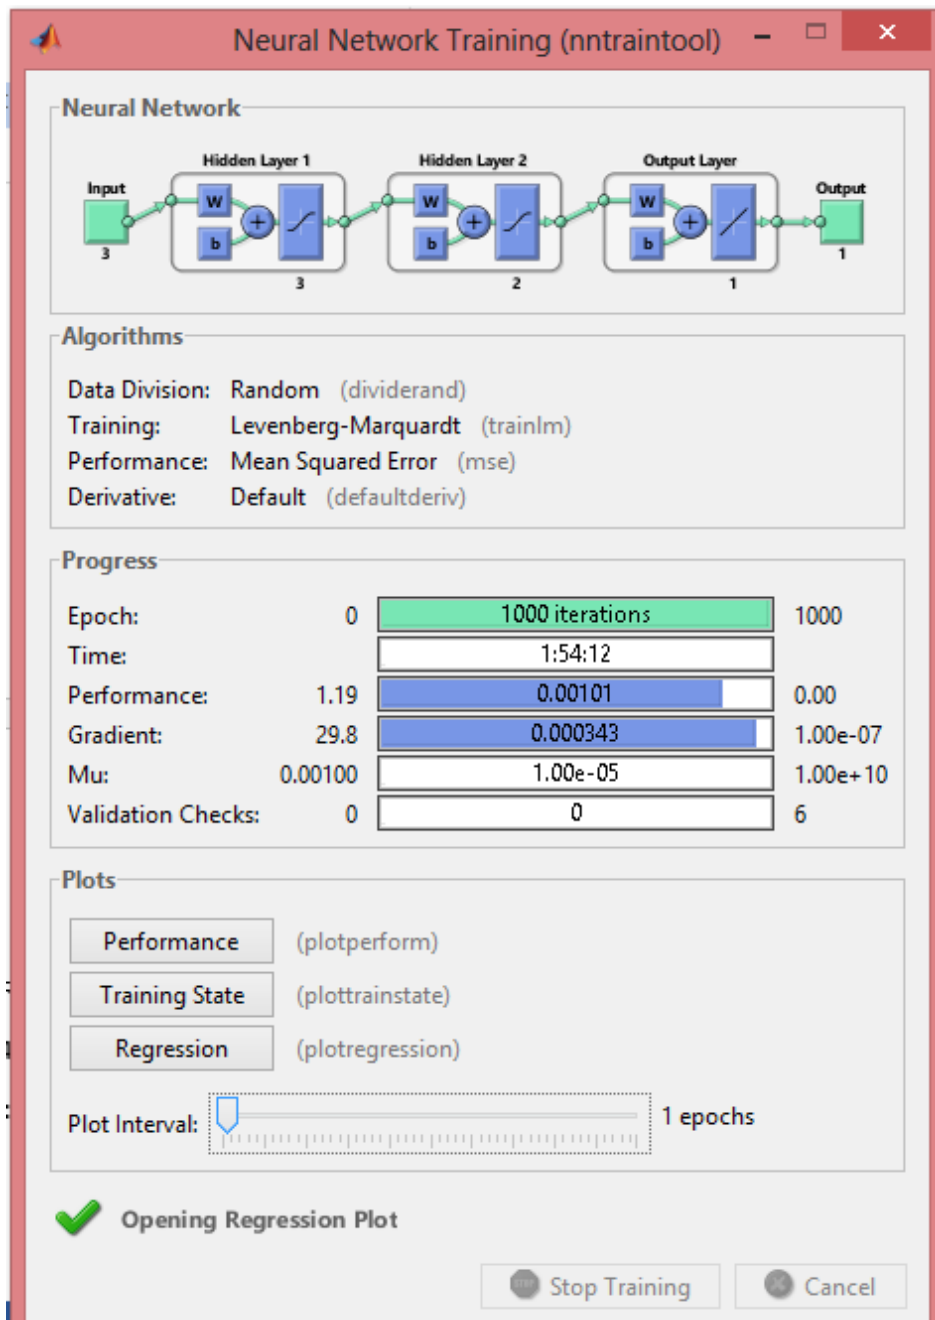 Neural Network Training (nntraintool)
Neural Network
Hidden Layer 1 Hidden Layer 2 Output Layer
Input Output
W W W
+ + +
b b b
3 1
3 2 1
Algorithms
Data Division: Random (dividerand)
Training: Levenberg-Marquardt (trainlm)
Performance: Mean Squared Error (mse)
Derivative: Default (defaultderiv)
Progress
Epoch: 0 1000 iterations 1000
Time: 1:54:12
Performance: 1.19 0.00101 0.00
Gradient: 29.8 0.000343 1.00e-07
Mu: 0.00100 1.00e-05 1.00e+10
Validation Checks: 0 0 6
Plots
Performance (plotperform)
Training State (plottrainstate)
Regression (plotregression)
Plot Interval: 1 epochs
Opening Regression Plot
Stop Training Cancel